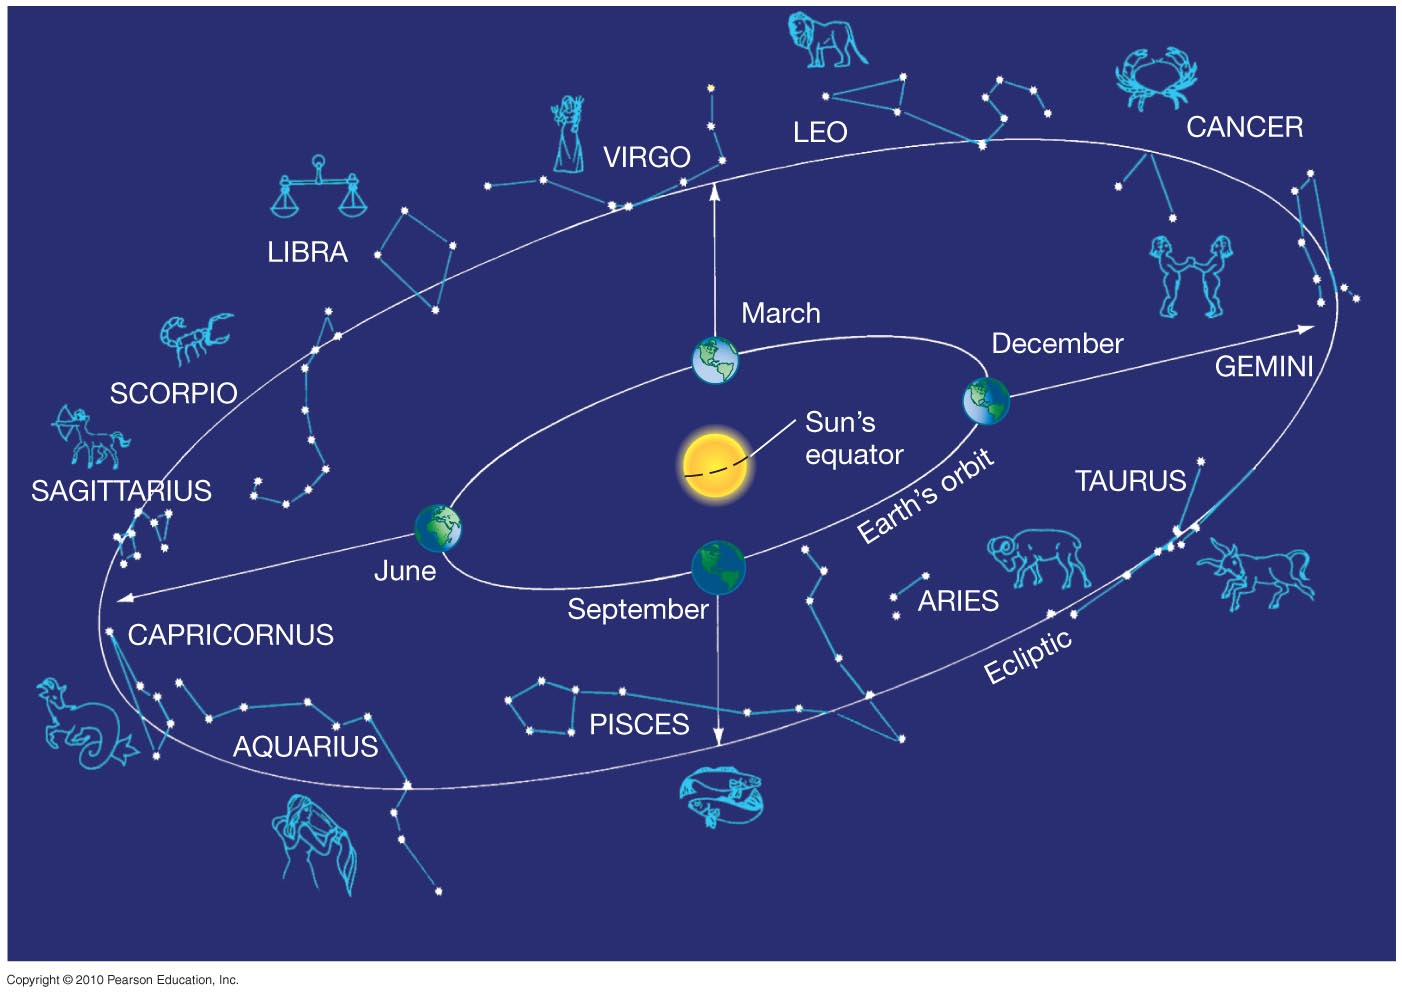 LEO
CANCER
VIRGO
LIBRA
March
December
GEMINI
SCORPIO
Sun's
equator
SAGITTARIUS
TAURUS
Earth's orbit
June
September
ARIES
CAPRICORNUS
Ecliptic
PISCES
AQUARIUS
Copyright © 2010 Pearson Education, Inc.